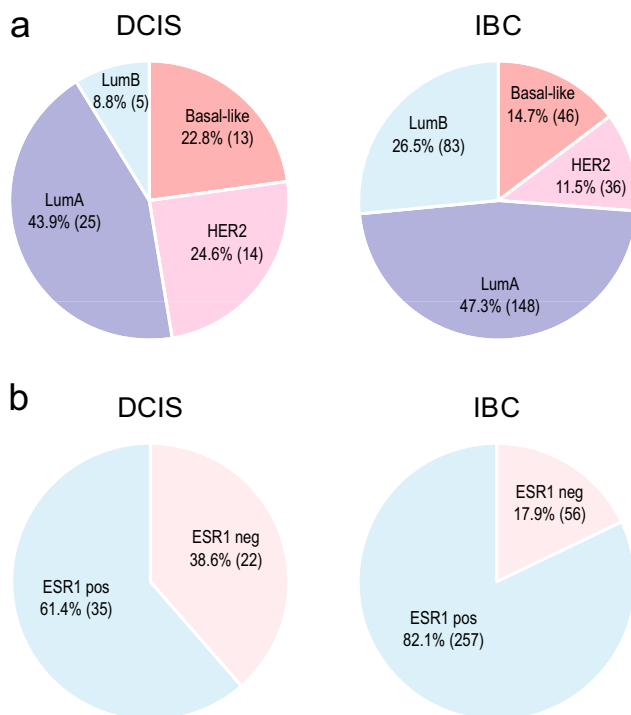 a
DCIS
IBC
LumB
8.8% (5)
Basal-like
22.8% (13)
LumA
43.9% (25)
HER2
24.6% (14)
Basal-like
14.7% (46)
LumB
26.5% (83)
HER2
11.5% (36)
LumA
47.3% (148)
b
DCIS
IBC
ESR1 neg
38.6% (22)
ESR1 pos
61.4% (35)
ESR1 neg
17.9% (56)
ESR1 pos
82.1% (257)